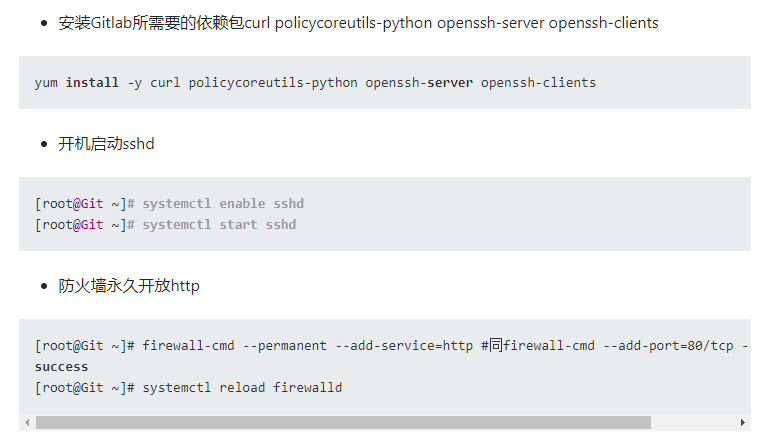 • 安装Gitlab所需要的依赖包curl policycoreutils-python openssh-server openssh-clients
yum install -y curl policycoreutils-python openssh-server openssh-clients
• 开机启动sshd
[root@Git ~]# systemctl enable sshd
[root@Git ~]# systemctl start sshd
• 防火墙永久开放http
[root@Git ~]# firewall-cmd --permanent --add-service=http #同firewall-cmd --add-port=80/tcp -
success
[root@Git ~]# systemctl reload firewalld